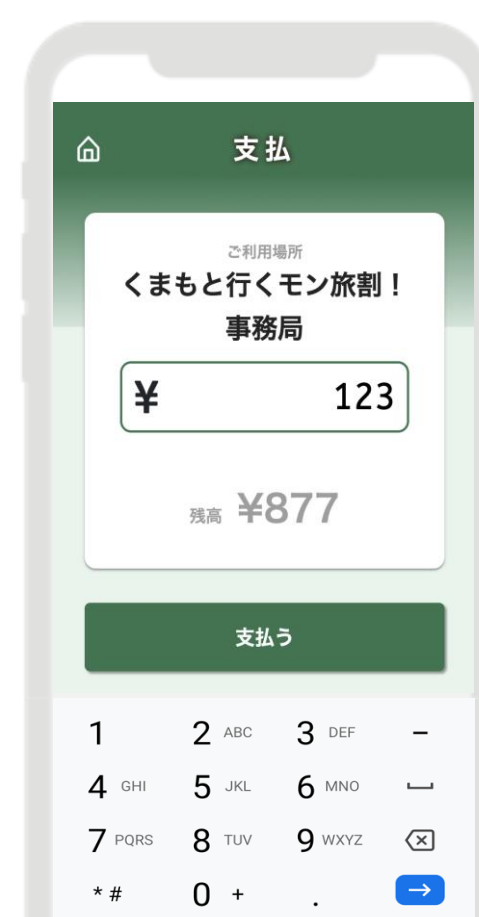 支払
ご利用場所
くまもと行くモン旅割！
事務局
¥ 123
残高 ¥877
支払う
1 2 ABC 3 DEF −
4 GHI 5 JKL 6 MNO
7 PQRS 8 TUV 9 WXYZ
* # 0 + .